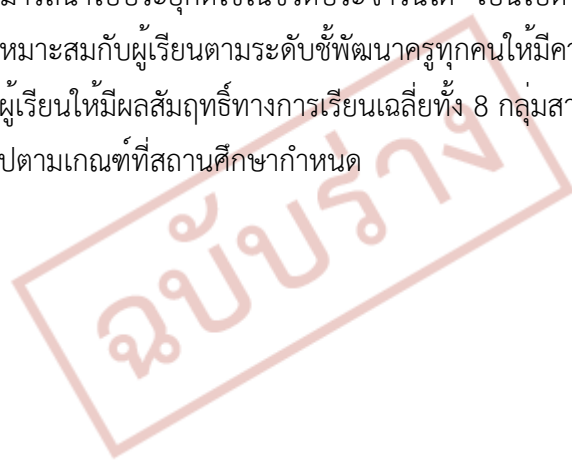 หมาะสมกับผู้เรียนตามระดับชั้นพัฒนาครูทุกคนให้มีคว
ผู้เรียนให้มีผลสัมฤทธิ์ทางการเรียนเฉลี่ยทั้ง 8 กลุ่มสา
ปตามเกณฑ์ที่สถานศึกษากำหนด
ฉบับร่าง